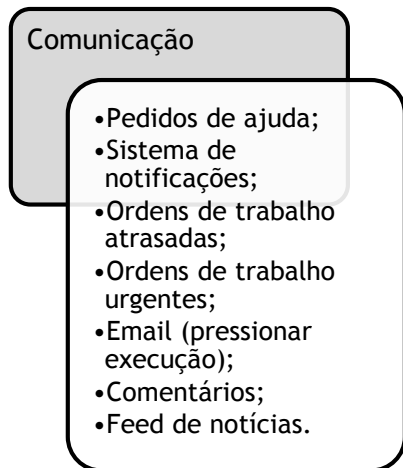 Comunicação
•Pedidos de ajuda;
•Sistema de
notificações;
•Ordens de trabalho
atrasadas;
•Ordens de trabalho
urgentes;
•Email (pressionar
execução);
•Comentários;
•Feed de notícias.